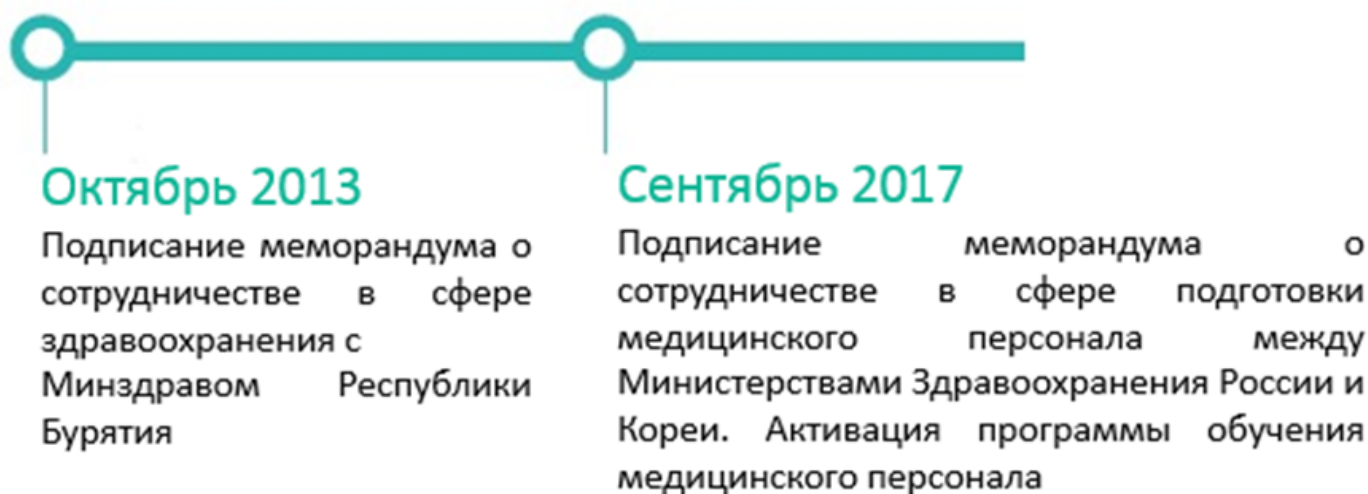 Октябрь 2013
Подписание меморандума о
сотрудничестве в сфере
здравоохранения с
Минздравом Республики
Бурятия
Сентябрь 2017
Подписание меморандума о
сотрудничестве в сфере подготовки
медицинского персонала между
Министерствами Здравоохранения России и
Кореи. Активация программы обучения
медицинского персонала